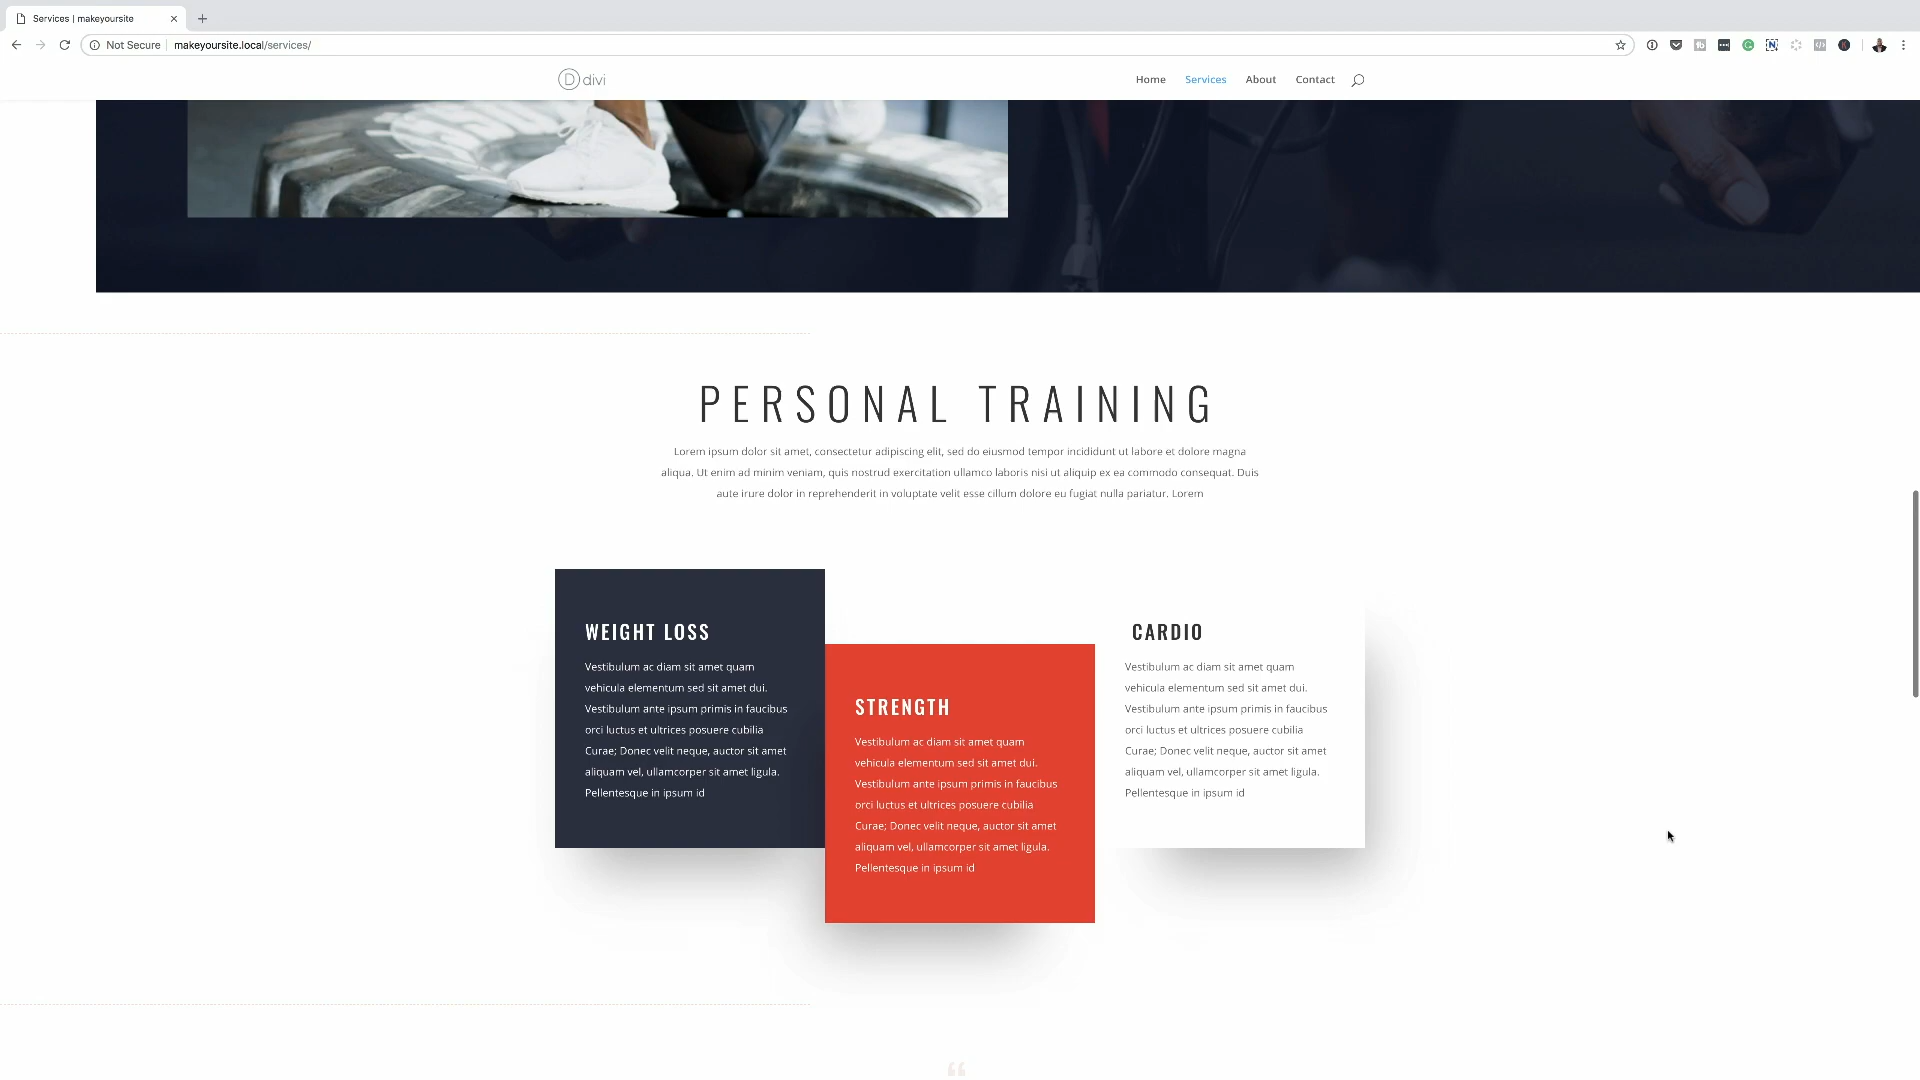 Services | makeyoursite
Not Secure
makeyoursite.local/services/
D divi
Home
Services
About
Contact
PERSONAL TRAINING
Lorem ipsum dolor sit amet, consectetur adipiscing elit, sed do eiusmod tempor incididunt ut labore et dolore magna
aliqua. Ut enim ad minim veniam, quis nostrud exercitation ullamco laboris nisi ut aliquip ex ea commodo consequat. Duis
aute irure dolor in reprehenderit in voluptate velit esse cillum dolore eu fugiat nulla pariatur. Lorem
WEIGHT LOSS
Vestibulum ac diam sit amet quam
vehicula elementum sed sit amet dui.
Vestibulum ante ipsum primis in faucibus
orci luctus et ultrices posuere cubilia
Curae; Donec velit neque, auctor sit amet
aliquam vel, ullamcorper sit amet ligula.
Pellentesque in ipsum id
STRENGTH
Vestibulum ac diam sit amet quam
vehicula elementum sed sit amet dui.
Vestibulum ante ipsum primis in faucibus
orci luctus et ultrices posuere cubilia
Curae; Donec velit neque, auctor sit amet
aliquam vel, ullamcorper sit amet ligula.
Pellentesque in ipsum id
CARDIO
Vestibulum ac diam sit amet quam
vehicula elementum sed sit amet dui.
Vestibulum ante ipsum primis in faucibus
orci luctus et ultrices posuere cubilia
Curae; Donec velit neque, auctor sit amet
aliquam vel, ullamcorper sit amet ligula.
Pellentesque in ipsum id
“